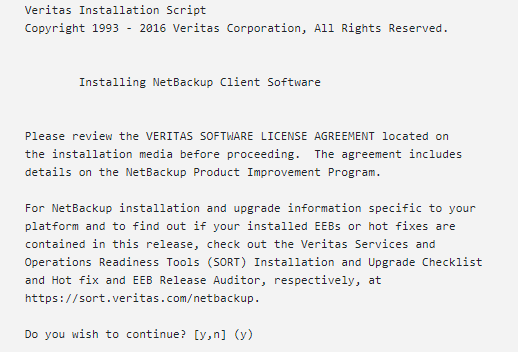 Veritas Installation Script
Copyright 1993 - 2016 Veritas Corporation, All Rights Reserved.
Installing NetBackup Client Software
Please review the VERITAS SOFTWARE LICENSE AGREEMENT located on
the installation media before proceeding.  The agreement includes
details on the NetBackup Product Improvement Program.
For NetBackup installation and upgrade information specific to your
platform and to find out if your installed EEBs or hot fixes are
contained in this release, check out the Veritas Services and
Operations Readiness Tools (SORT) Installation and Upgrade Checklist
and Hot fix and EEB Release Auditor, respectively, at
https://sort.veritas.com/netbackup.
Do you wish to continue? [y,n] (y)